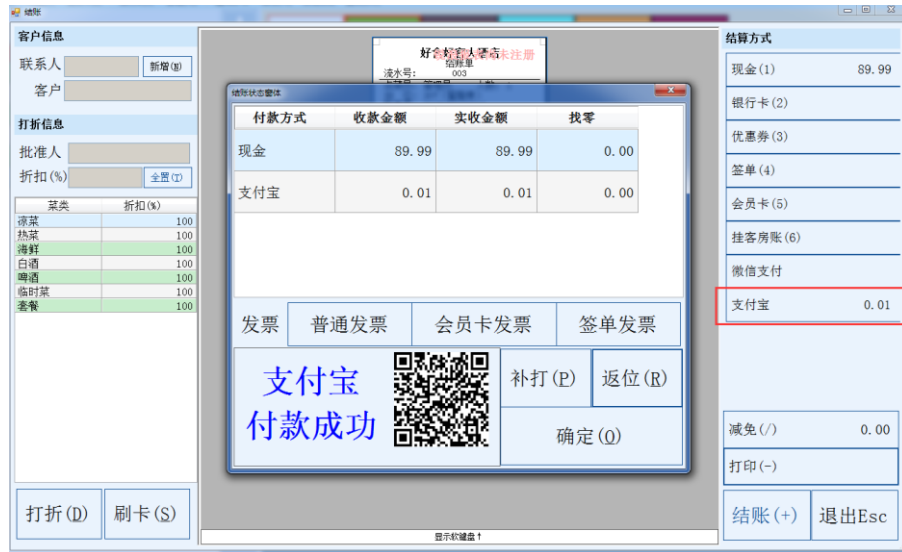 结账
客户信息
联系人
新增(N)
客户
打折信息
批准人
折扣(%)
全置(T)
菜类 折扣(%)
凉菜 100
热菜 100
海鲜 100
白酒 100
啤酒 100
临时菜 100
套餐 100
打折(D) 刷卡(S)
结账单
流水号: 003
结账状态窗体
付款方式 收款金额 实收金额 找零
现金 89.99 89.99 0.00
支付宝 0.01 0.01 0.00
发票 普通发票 会员卡发票 签单发票
支付宝
付款成功
补打(P) 返位(R)
确定(O)
显示软键盘↑
结算方式
现金(1) 89.99
银行卡(2)
优惠券(3)
签单(4)
会员卡(5)
挂客房账(6)
微信支付
支付宝 0.01
减免(/) 0.00
打印(-)
结账(+) 退出Esc